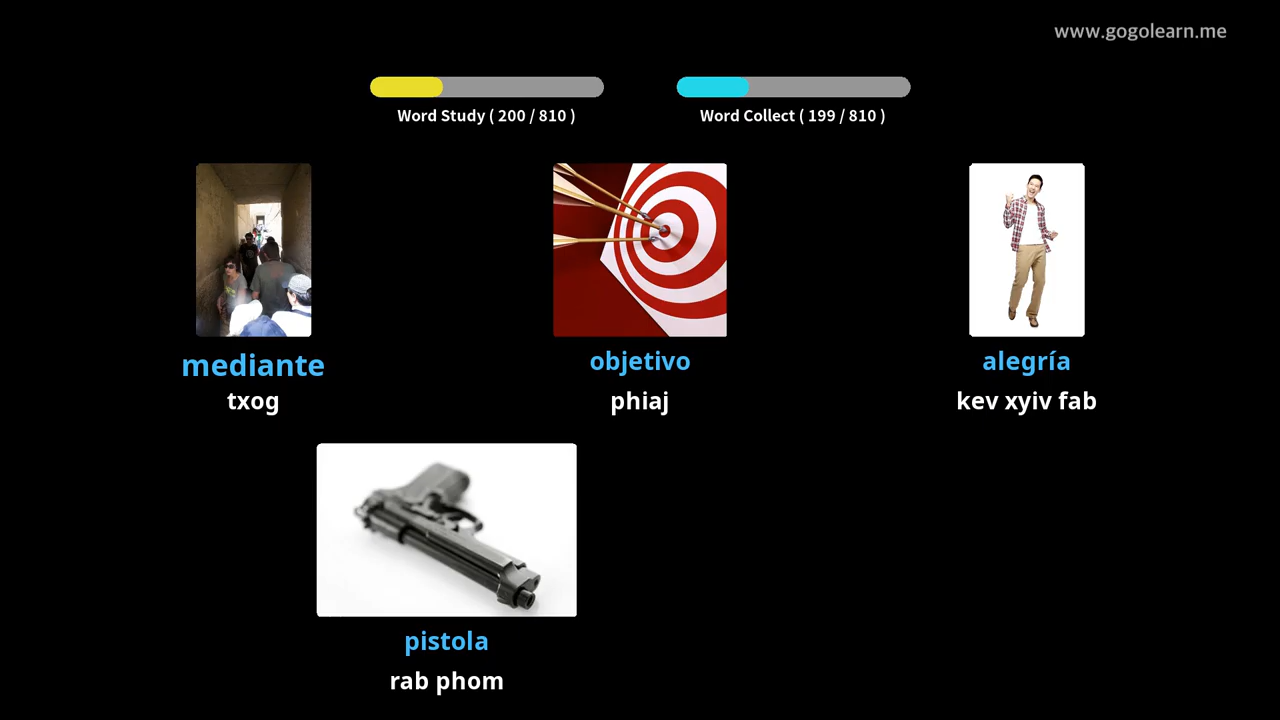 www.gogolearn.me
Word Study ( 200 / 810 )
Word Collect ( 199 / 810 )
mediante
txog
objetivo
phiaj
alegría
kev xyiv fab
pistola
rab phom